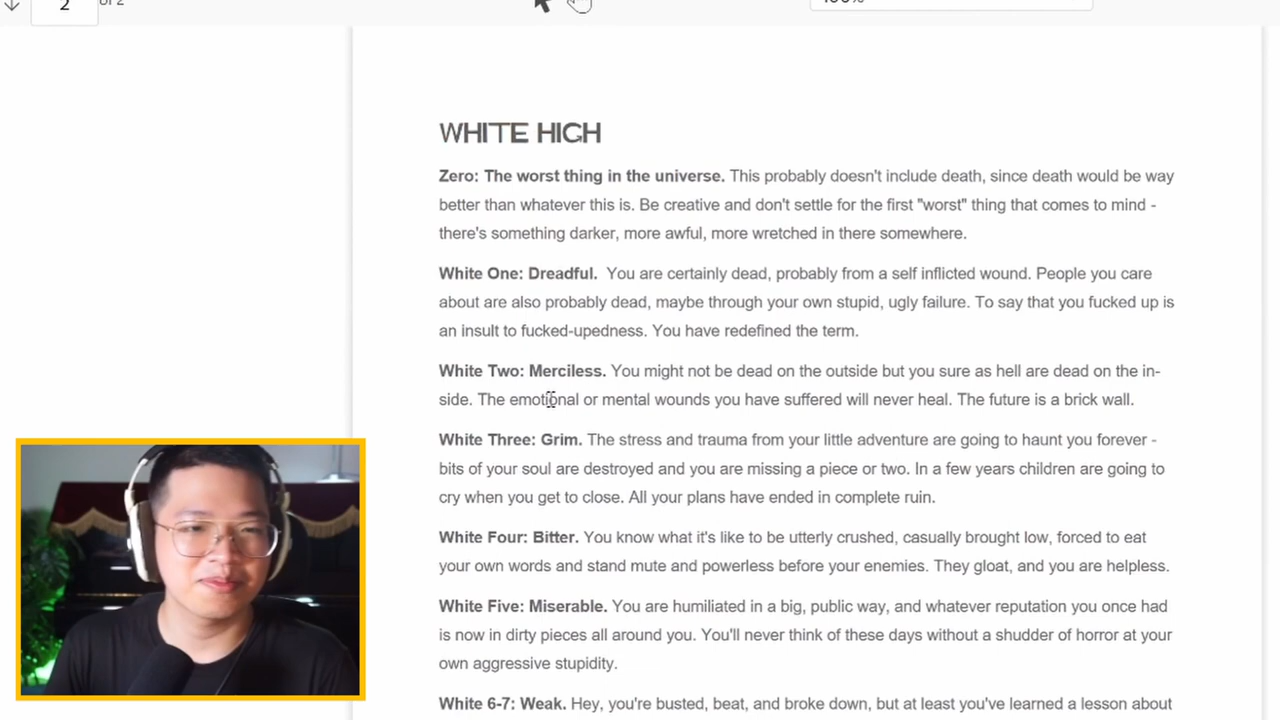 2
of 2
WHITE HIGH
Zero: The worst thing in the universe. This probably doesn't include death, since death would be way
better than whatever this is. Be creative and don't settle for the first "worst" thing that comes to mind -
there's something darker, more awful, more wretched in there somewhere.
White One: Dreadful. You are certainly dead, probably from a self inflicted wound. People you care
about are also probably dead, maybe through your own stupid, ugly failure. To say that you fucked up is
an insult to fucked-upedness. You have redefined the term.
White Two: Merciless. You might not be dead on the outside but you sure as hell are dead on the in-
side. The emotional or mental wounds you have suffered will never heal. The future is a brick wall.
White Three: Grim. The stress and trauma from your little adventure are going to haunt you forever -
bits of your soul are destroyed and you are missing a piece or two. In a few years children are going to
cry when you get to close. All your plans have ended in complete ruin.
White Four: Bitter. You know what it's like to be utterly crushed, casually brought low, forced to eat
your own words and stand mute and powerless before your enemies. They gloat, and you are helpless.
White Five: Miserable. You are humiliated in a big, public way, and whatever reputation you once had
is now in dirty pieces all around you. You'll never think of these days without a shudder of horror at your
own aggressive stupidity.
White 6-7: Weak. Hey, you're busted, beat, and broke down, but at least you've learned a lesson about